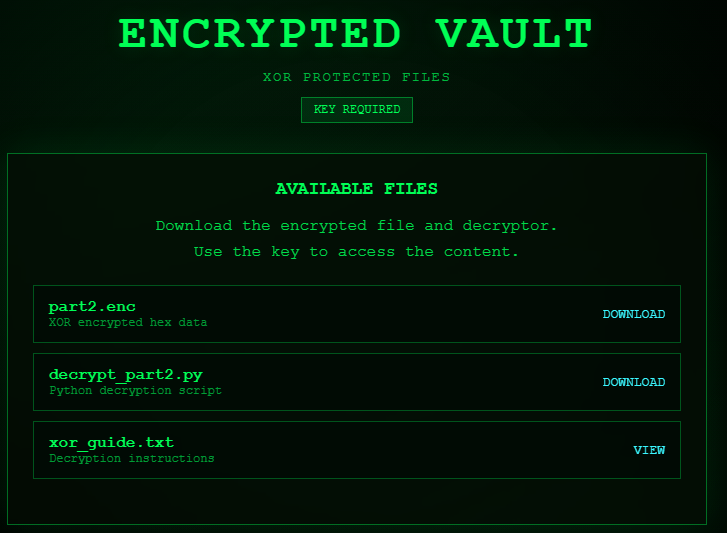 ENCRYPTED VAULT
XOR PROTECTED FILES
KEY REQUIRED
AVAILABLE FILES
Download the encrypted file and decryptor.
Use the key to access the content.
part2.enc
XOR encrypted hex data
DOWNLOAD
decrypt_part2.py
Python decryption script
DOWNLOAD
xor_guide.txt
Decryption instructions
VIEW